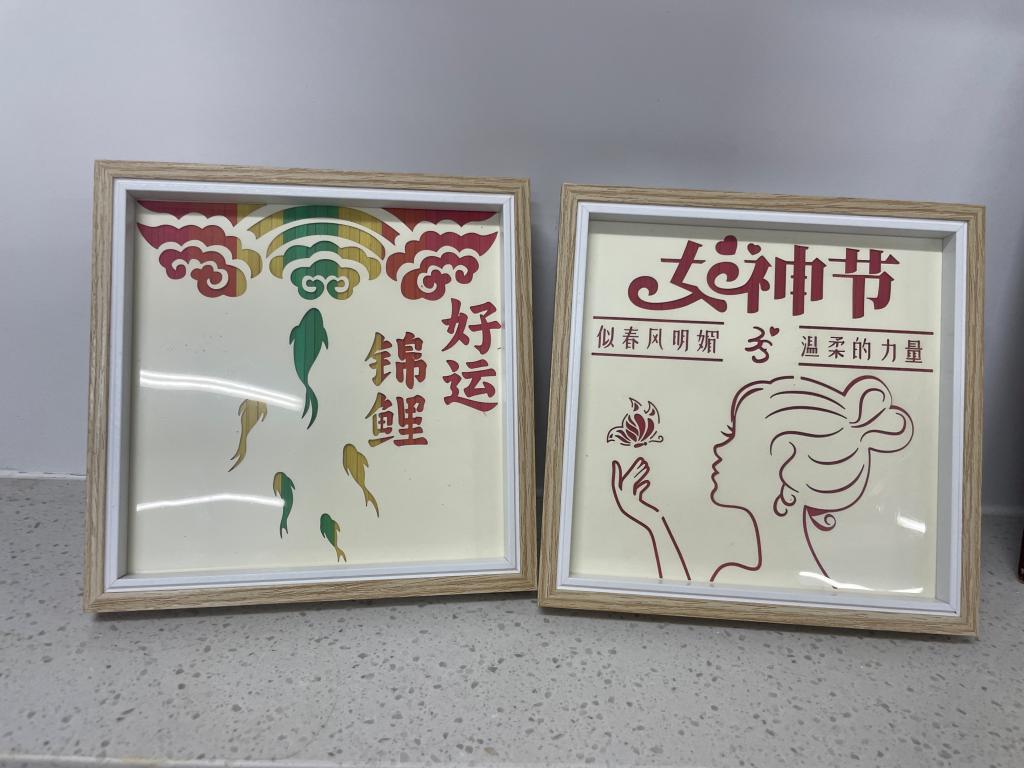 好运
锦鲤
女神节
似春风明媚
温柔的力量